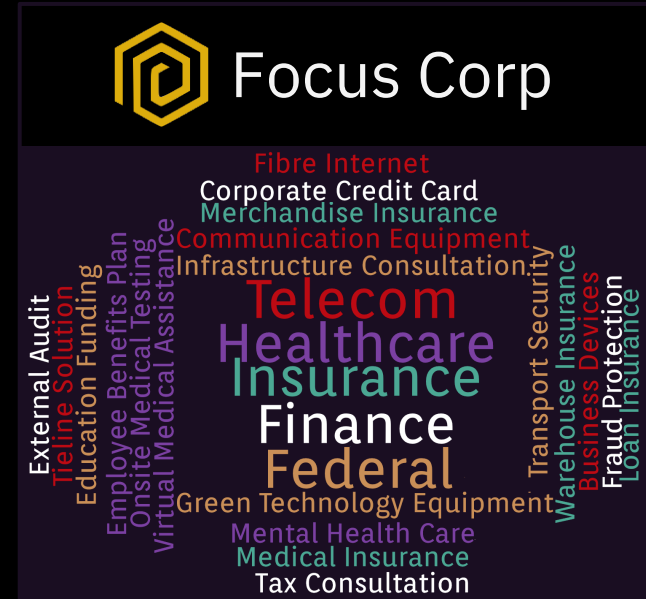 Focus Corp
Fibre Internet
Corporate Credit Card
Merchandise Insurance
Communication Equipment
Infrastructure Consultation
Telecom
Healthcare
Insurance
Finance
Federal
Green Technology Equipment
Mental Health Care
Medical Insurance
Tax Consultation
External Audit
Tieline Solution
Education Funding
Employee Benefits Plan
Onsite Medical Testing
Virtual Medical Assistance
Transport Security
Warehouse Insurance
Business Devices
Fraud Protection
Loan Insurance